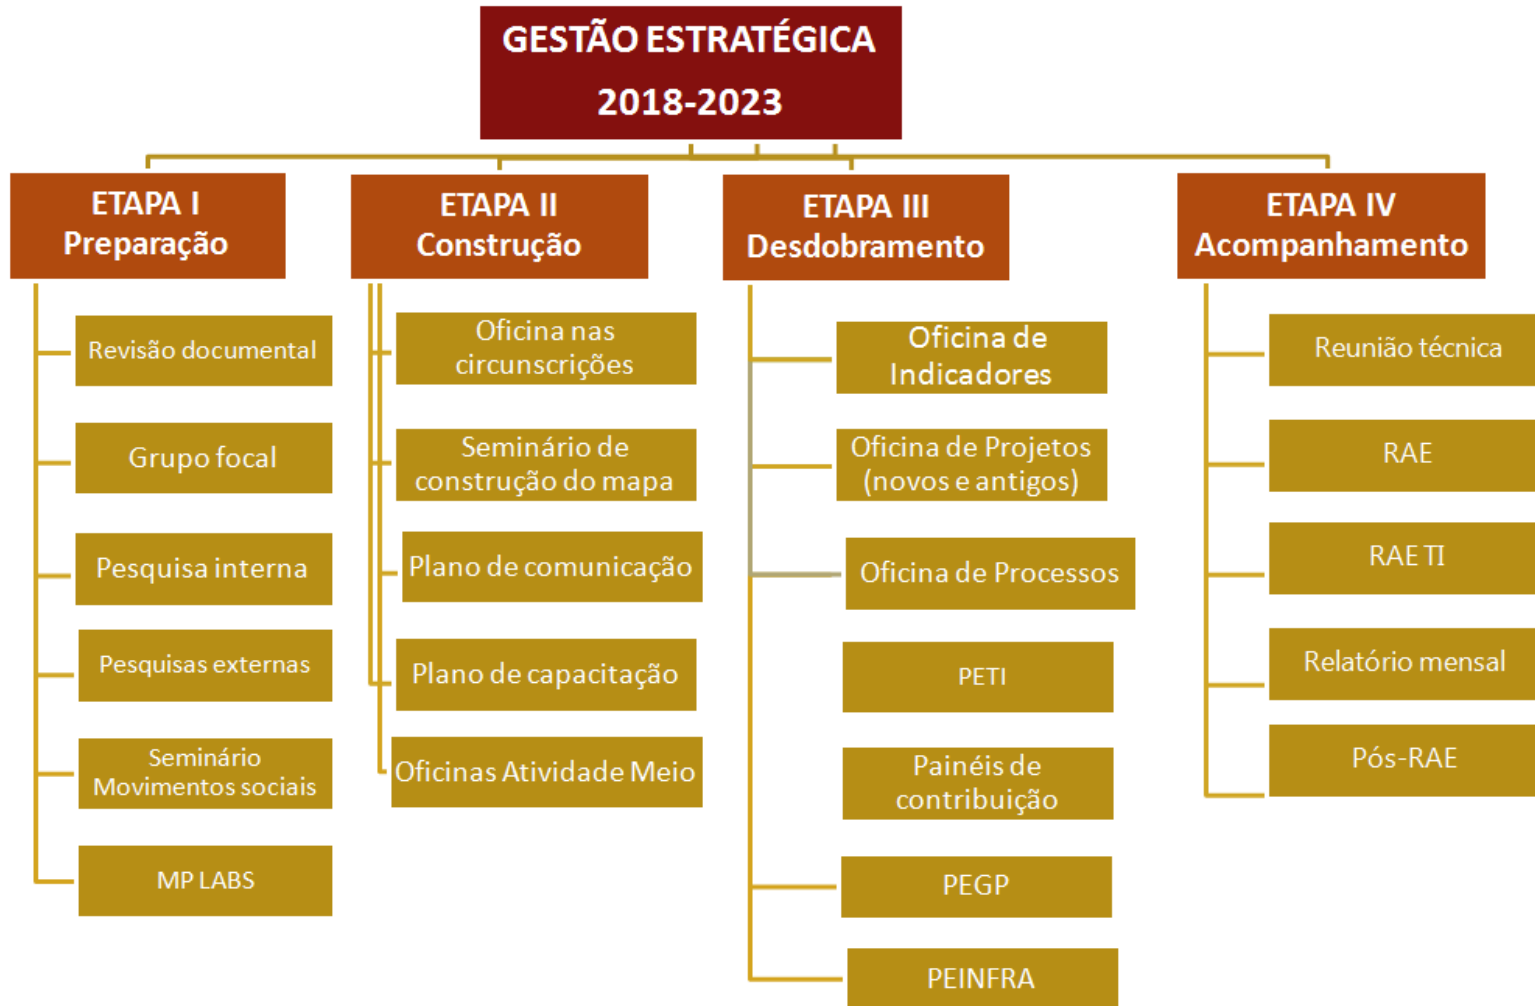 GESTÃO ESTRATÉGICA
2018-2023
ETAPA I
Preparação
Revisão documental
Grupo focal
Pesquisa interna
Pesquisas externas
Seminário
Movimentos sociais
MP LABS
ETAPA II
Construção
Oficina nas
circunscrições
Seminário de
construção do mapa
Plano de comunicação
Plano de capacitação
Oficinas Atividade Meio
ETAPA III
Desdobramento
Oficina de
Indicadores
Oficina de Projetos
(novos e antigos)
Oficina de Processos
PETI
Painéis de
contribuição
PEGP
PEINFRA
ETAPA IV
Acompanhamento
Reunião técnica
RAE
RAE TI
Relatório mensal
Pós-RAE